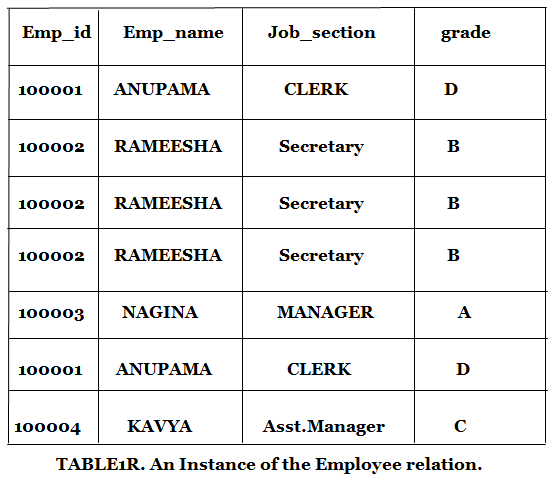 Emp_id Emp_name Job_section grade
100001 ANUPAMA CLERK D
100002 RAMEESHA Secretary B
100002 RAMEESHA Secretary B
100002 RAMEESHA Secretary B
100003 NAGINA MANAGER A
100001 ANUPAMA CLERK D
100004 KAVYA Asst.Manager C
TABLE1R. An Instance of the Employee relation.